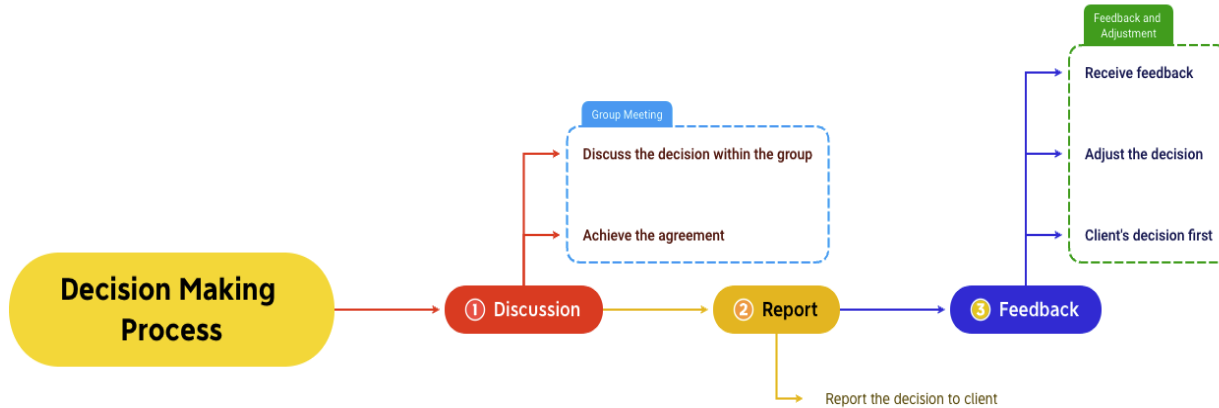 Feedback and
Adjustment
Receive feedback
Group Meeting
Discuss the decision within the group
Adjust the decision
Achieve the agreement
Client's decision first
Decision Making
Process
1 Discussion
2 Report
3 Feedback
Report the decision to client